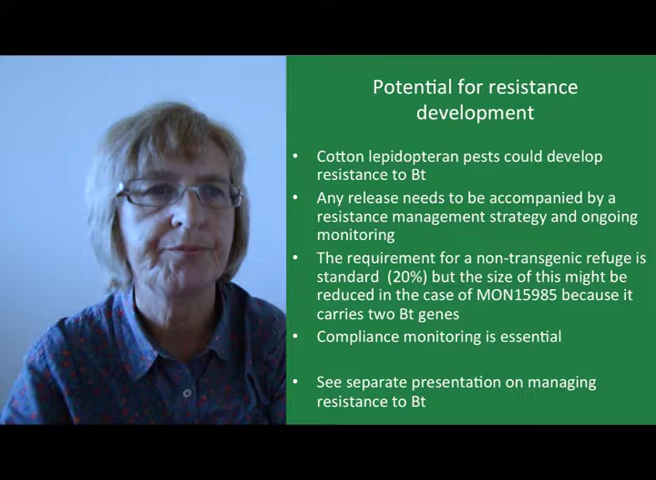 Potential for resistance
development
• Cotton lepidopteran pests could develop
resistance to Bt
• Any release needs to be accompanied by a
resistance management strategy and ongoing
monitoring
• The requirement for a non-transgenic refuge is
standard (20%) but the size of this might be
reduced in the case of MON15985 because it
carries two Bt genes
• Compliance monitoring is essential
• See separate presentation on managing
resistance to Bt